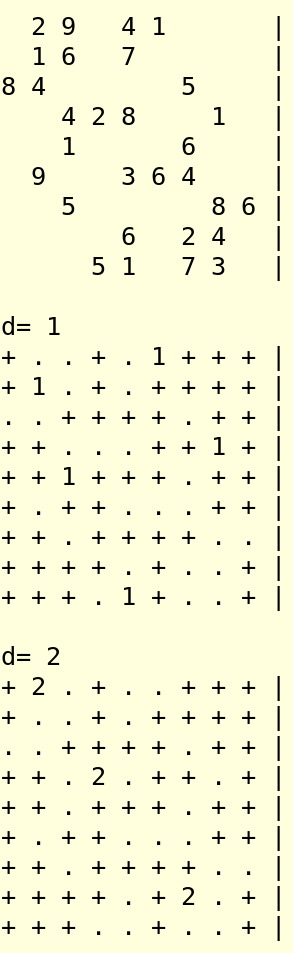 2 9   4 1       |
  1 6   7         |
8 4         5     |
    4 2 8     1   |
    1       6     |
  9     3 6 4     |
    5         8 6 |
        6   2 4   |
      5 1   7 3   |

d= 1
+ . . + . 1 + + + |
+ 1 . + . + + + + |
. . + + + + . + + |
+ + . . . + + 1 + |
+ + 1 + + + . + + |
+ . + + . . . + + |
+ + . + + + + . . |
+ + + + . + . . + |
+ + + . 1 + . . + |

d= 2
+ 2 . + . . + + + |
+ . . + . + + + + |
. . + + + + . + + |
+ + . 2 . + + . + |
+ + . + + + . + + |
+ . + + . . . + + |
+ + . + + + + . . |
+ + + + . + 2 . + |
+ + + . . + . . + |